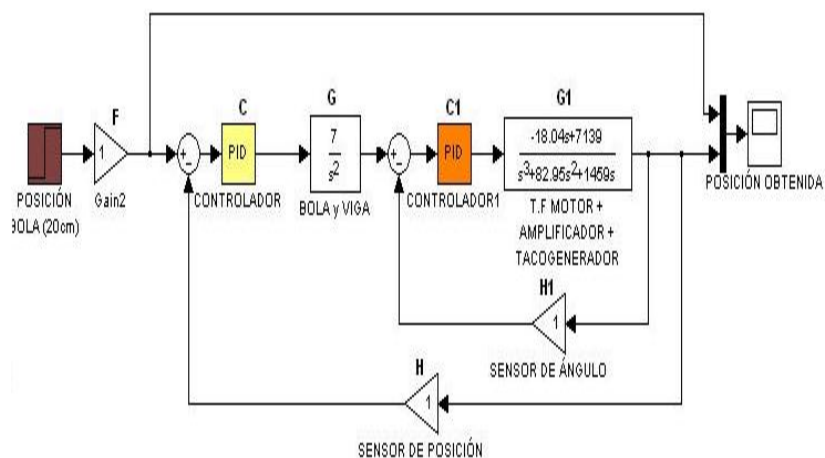 F
1
Gain2
POSICIÓN
BOLA (20cm)
C
PID
CONTROLADOR
G
7
s²
BOLA y VIGA
C1
PID
CONTROLADOR1
G1
-18.04s+7139
s³+82.95s²+1459s
T.F MOTOR +
AMPLIFICADOR +
TACOGENERADOR
POSICIÓN OBTENIDA
H1
1
SENSOR DE ÁNGULO
H
1
SENSOR DE POSICIÓN